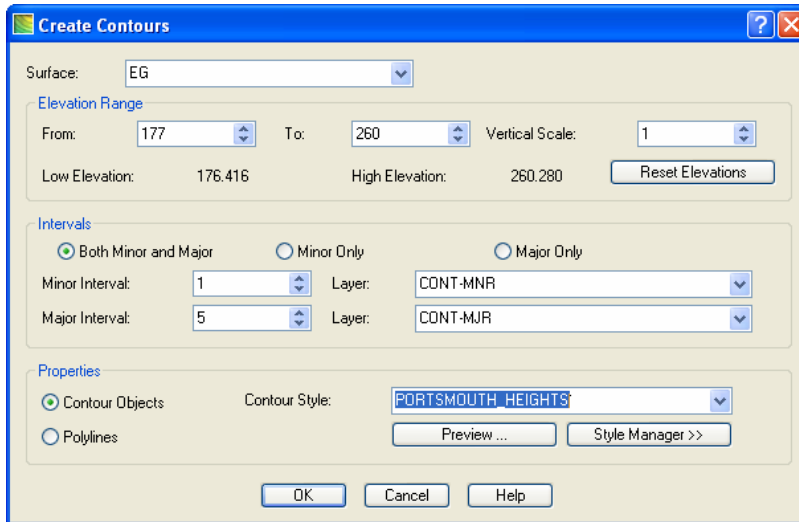 Create Contours
Surface: EG
Elevation Range
From: 177 To: 260 Vertical Scale: 1
Low Elevation: 176.416 High Elevation: 260.280 Reset Elevations
Intervals
Both Minor and Major Minor Only Major Only
Minor Interval: 1 Layer: CONT-MNR
Major Interval: 5 Layer: CONT-MJR
Properties
Contour Objects Contour Style: PORTSMOUTH_HEIGHTS
Polylines Preview ... Style Manager >>
OK Cancel Help